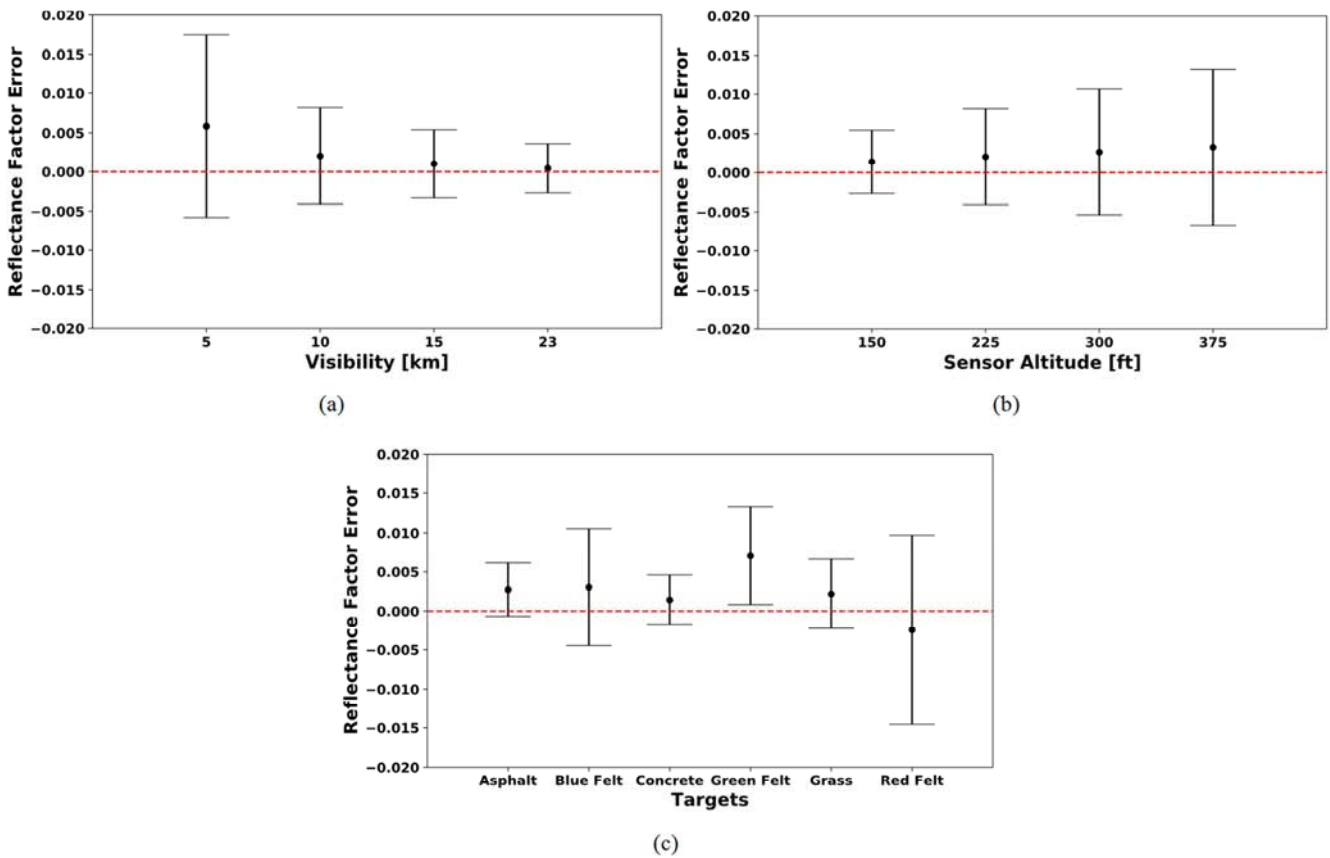 0.020
0.015
0.010
0.005
0.000
−0.005
−0.010
−0.015
−0.020
Reflectance Factor Error
5 10 15 23
Visibility [km]
(a)
0.020
0.015
0.010
0.005
0.000
−0.005
−0.010
−0.015
−0.020
Reflectance Factor Error
150 225 300 375
Sensor Altitude [ft]
(b)
0.020
0.015
0.010
0.005
0.000
−0.005
−0.010
−0.015
−0.020
Reflectance Factor Error
Asphalt Blue Felt Concrete Green Felt Grass Red Felt
Targets
(c)